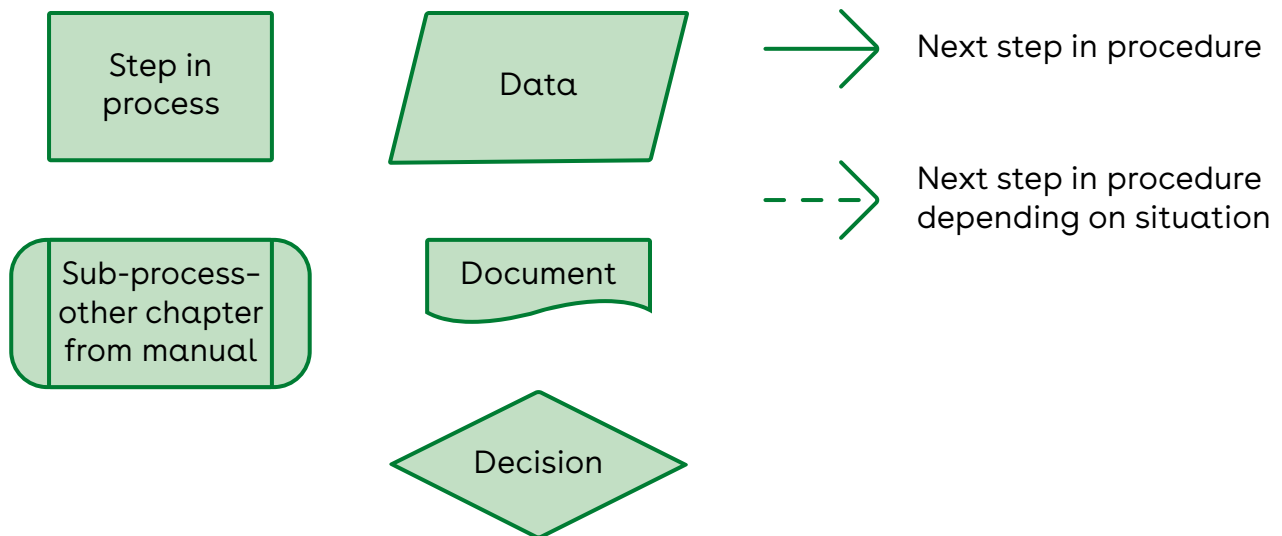 Step in
process
Data
Next step in procedure
Next step in procedure
depending on situation
Sub-process–
other chapter
from manual
Document
Decision